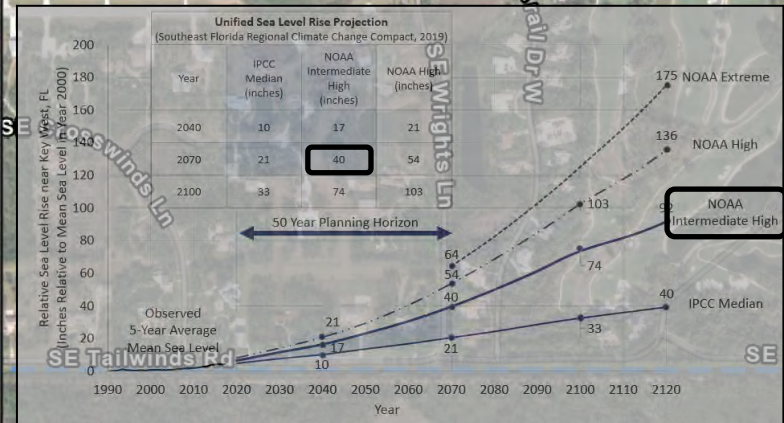 Unified Sea Level Rise Projection
(Southeast Florida Regional Climate Change Compact, 2019)
Year
IPCC
Median
(inches)
NOAA
Intermediate
High
(inches)
NOAA High
(inches)
2040 10 17 21
2070 21 40 54
2100 33 74 103
Relative Sea Level Rise near Key West, FL
(Inches Relative to Mean Sea Level in Year 2000)
200
180
160
140
120
100
80
60
40
20
0
50 Year Planning Horizon
Observed
5-Year Average
Mean Sea Level
175 NOAA Extreme
136
NOAA High
92
NOAA
Intermediate High
40
IPCC Median
103
74
33
64
54
40
21
21
17
10
1990 2000 2010 2020 2030 2040 2050 2060 2070 2080 2090 2100 2110 2120
Year
SE Crosswinds Ln
SE Wrights Ln
rail Dr W
SE Tailwinds Rd
SE